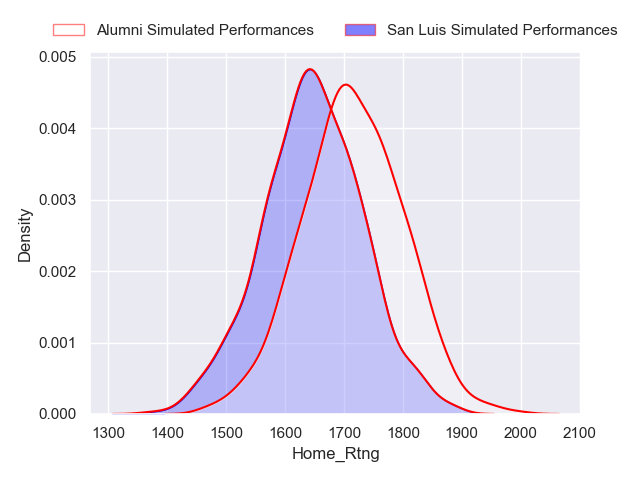 Alumni Simulated Performances San Luis Simulated Performances
0.005
0.004
0.003
0.002
0.001
0.000
Density
1300 1400 1500 1600 1700 1800 1900 2000 2100
Home_Rtng